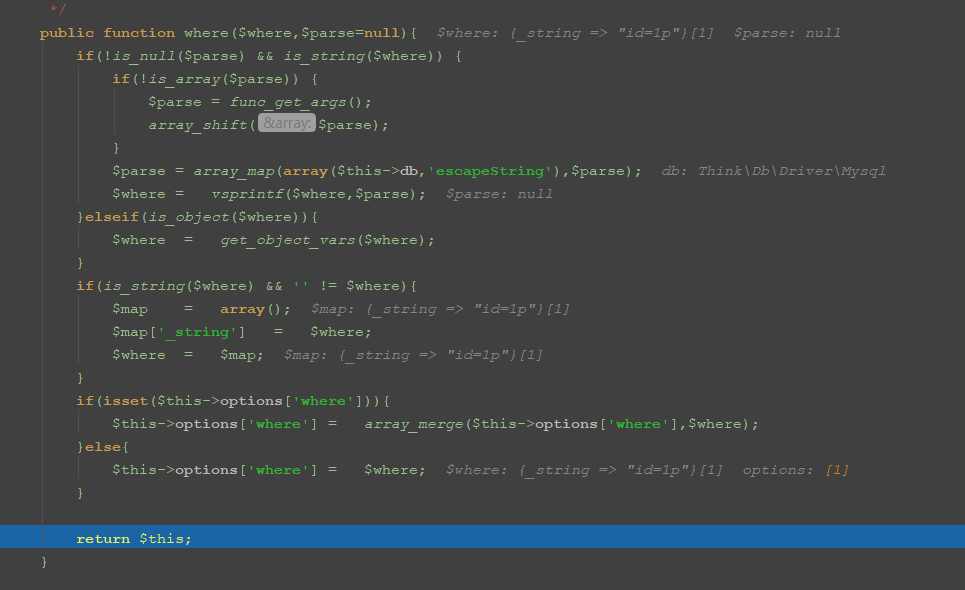 */
public function where($where,$parse=null){ $where: {_string => "id=1p"}[1] $parse: null
if(!is_null($parse) && is_string($where)) {
if(!is_array($parse)) {
$parse = func_get_args();
array_shift( &array: $parse);
}
$parse = array_map(array($this->db,'escapeString'),$parse); db: Think\Db\Driver\Mysql
$where = vsprintf($where,$parse); $parse: null
}elseif(is_object($where)){
$where = get_object_vars($where);
}
if(is_string($where) && '' != $where){
$map = array(); $map: {_string => "id=1p"}[1]
$map['_string'] = $where;
$where = $map; $map: {_string => "id=1p"}[1]
}
if(isset($this->options['where'])){
$this->options['where'] = array_merge($this->options['where'],$where);
}else{
$this->options['where'] = $where; $where: {_string => "id=1p"}[1] options: [1]
}
return $this;
}